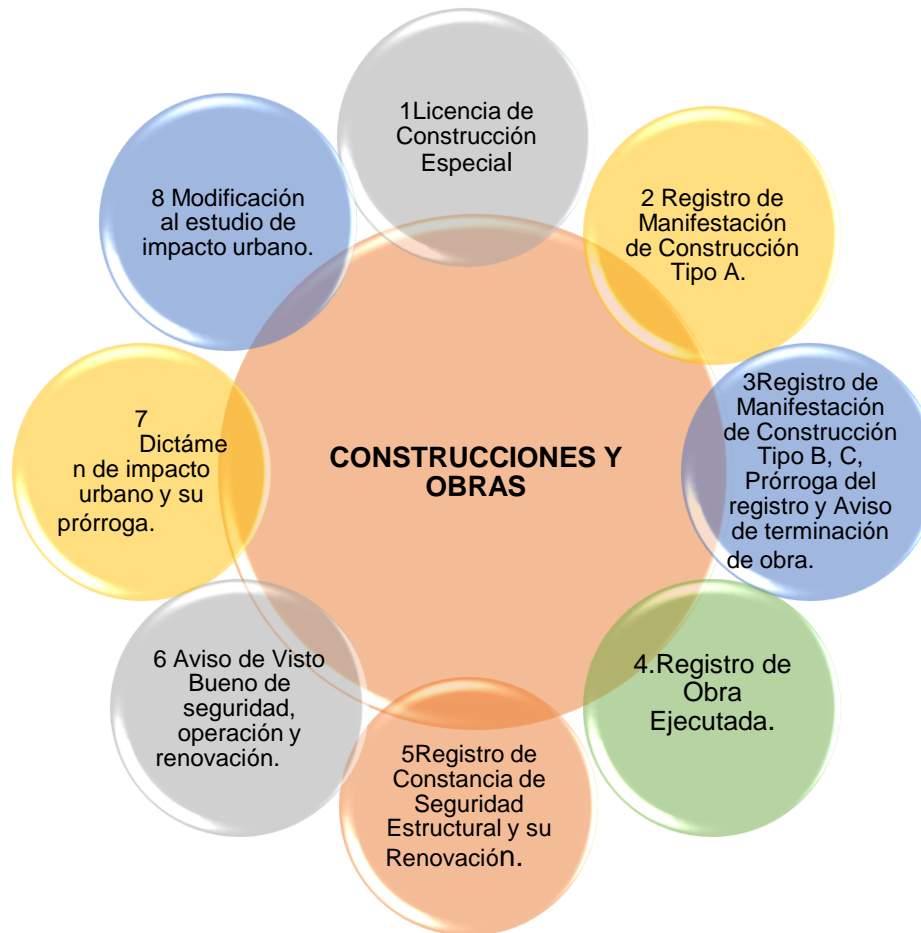 1Licencia de
Construcción
Especial
2 Registro de
Manifestación
de Construcción
Tipo A.
3Registro de
Manifestación
de Construcción
Tipo B, C,
Prórroga del
registro y Aviso
de terminación
de obra.
4.Registro de
Obra
Ejecutada.
5Registro de
Constancia de
Seguridad
Estructural y su
Renovación.
6 Aviso de Visto
Bueno de
seguridad,
operación y
renovación.
7
Dictáme
n de impacto
urbano y su
prórroga.
8 Modificación
al estudio de
impacto urbano.
CONSTRUCCIONES Y
OBRAS